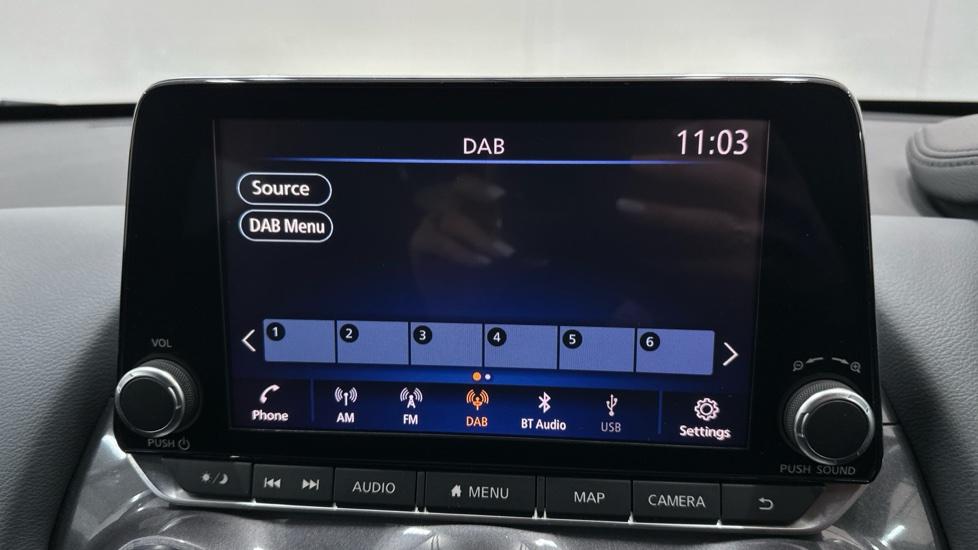 DAB 11:03
Source
DAB Menu
1 2 3 4 5 6
Phone AM FM DAB BT Audio USB Settings
VOL
PUSH
PUSH SOUND
AUDIO MENU MAP CAMERA